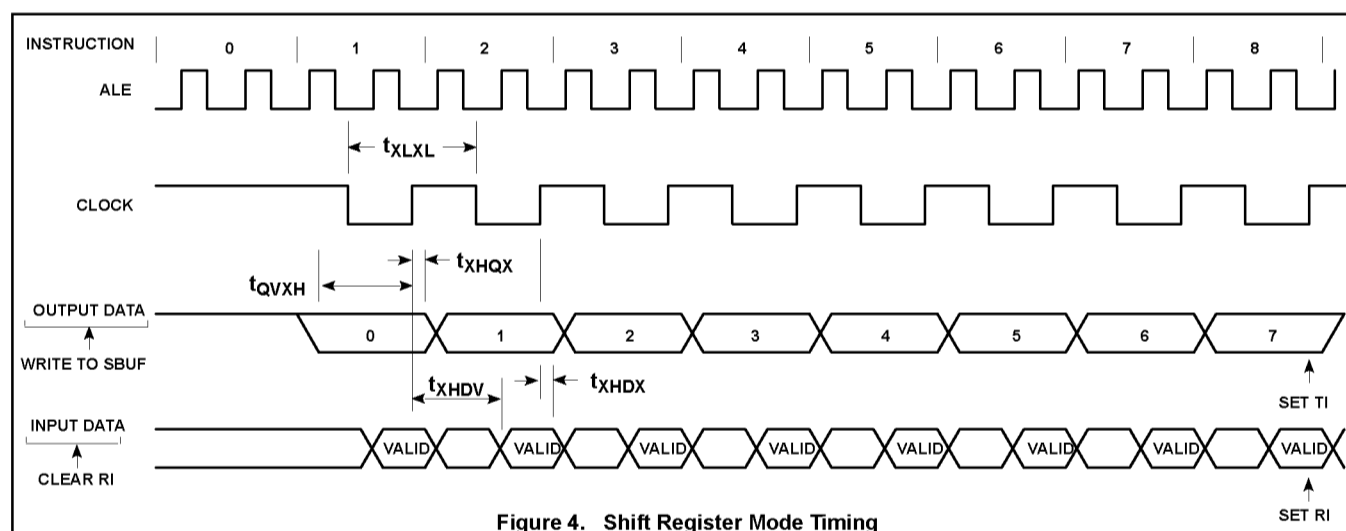 INSTRUCTION 0 1 2 3 4 5 6 7 8
ALE
tXLXL
CLOCK
tXHQX
tQVXH
OUTPUT DATA
0 1 2 3 4 5 6 7
WRITE TO SBUF
tXHDV
tXHDX
SET TI
INPUT DATA
VALID VALID VALID VALID VALID VALID VALID VALID
CLEAR RI
SET RI
Figure 4. Shift Register Mode Timing